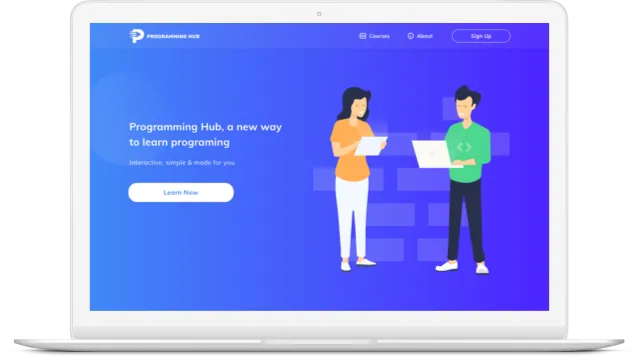 PROGRAMMING HUB
Courses
About
Sign Up
Programming Hub, a new way
to learn programing
Interactive, simple & made for you
Learn Now